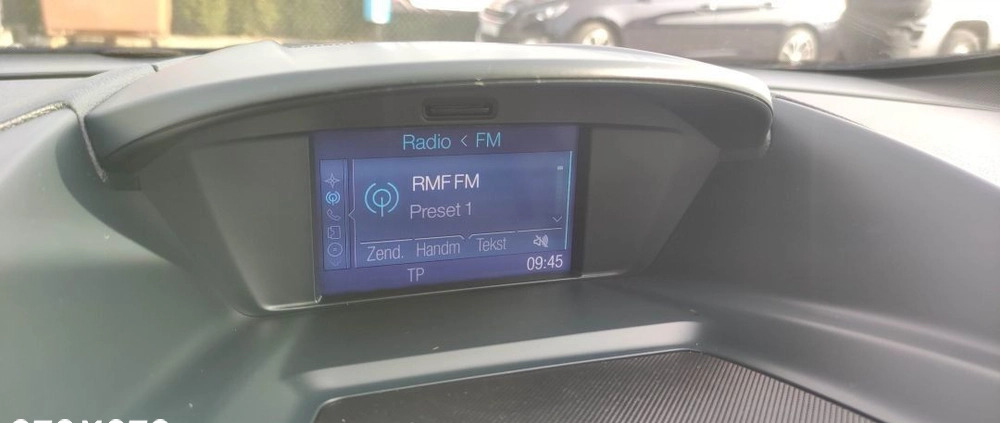 Radio < FM
RMF FM
Preset 1
Zend. Handm Tekst
TP
09:45